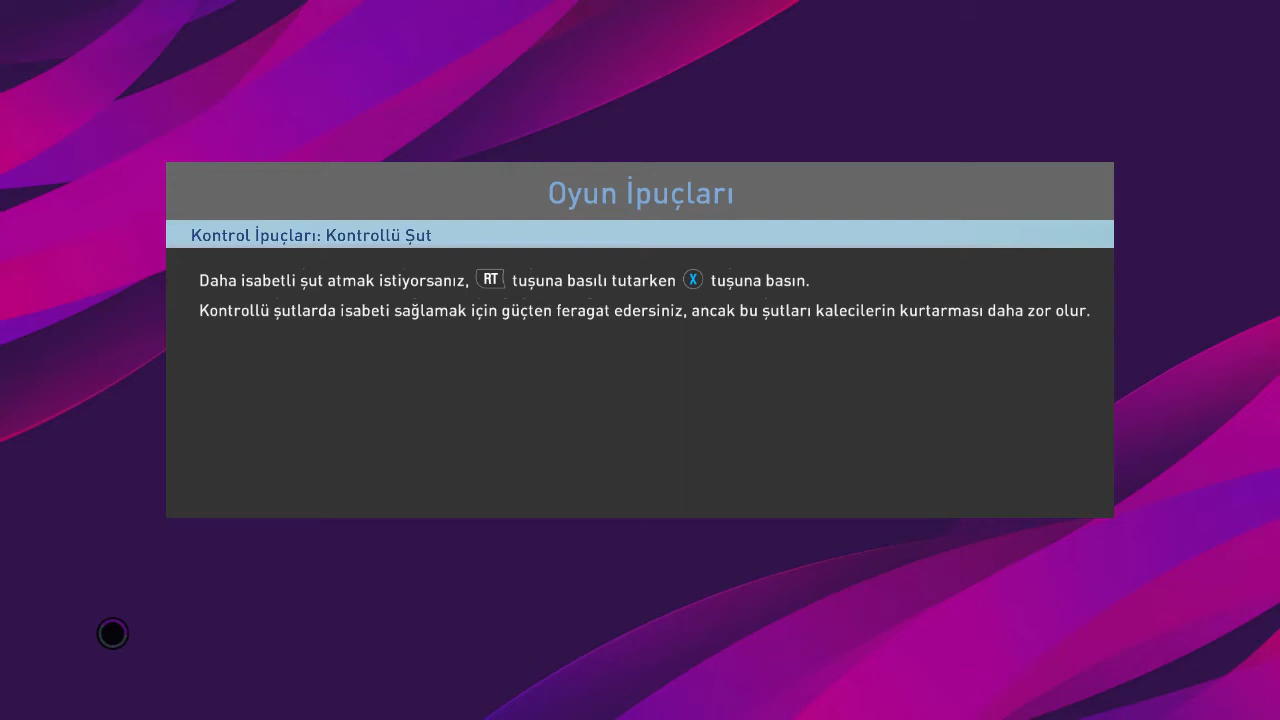 Oyun İpuçları
Kontrol İpuçları: Kontrollü Şut
Daha isabetli şut atmak istiyorsanız, RT tuşuna basılı tutarken X tuşuna basın.
Kontrollü şutlarda isabeti sağlamak için güçten feragat edersiniz, ancak bu şutları kalecilerin kurtarması daha zor olur.